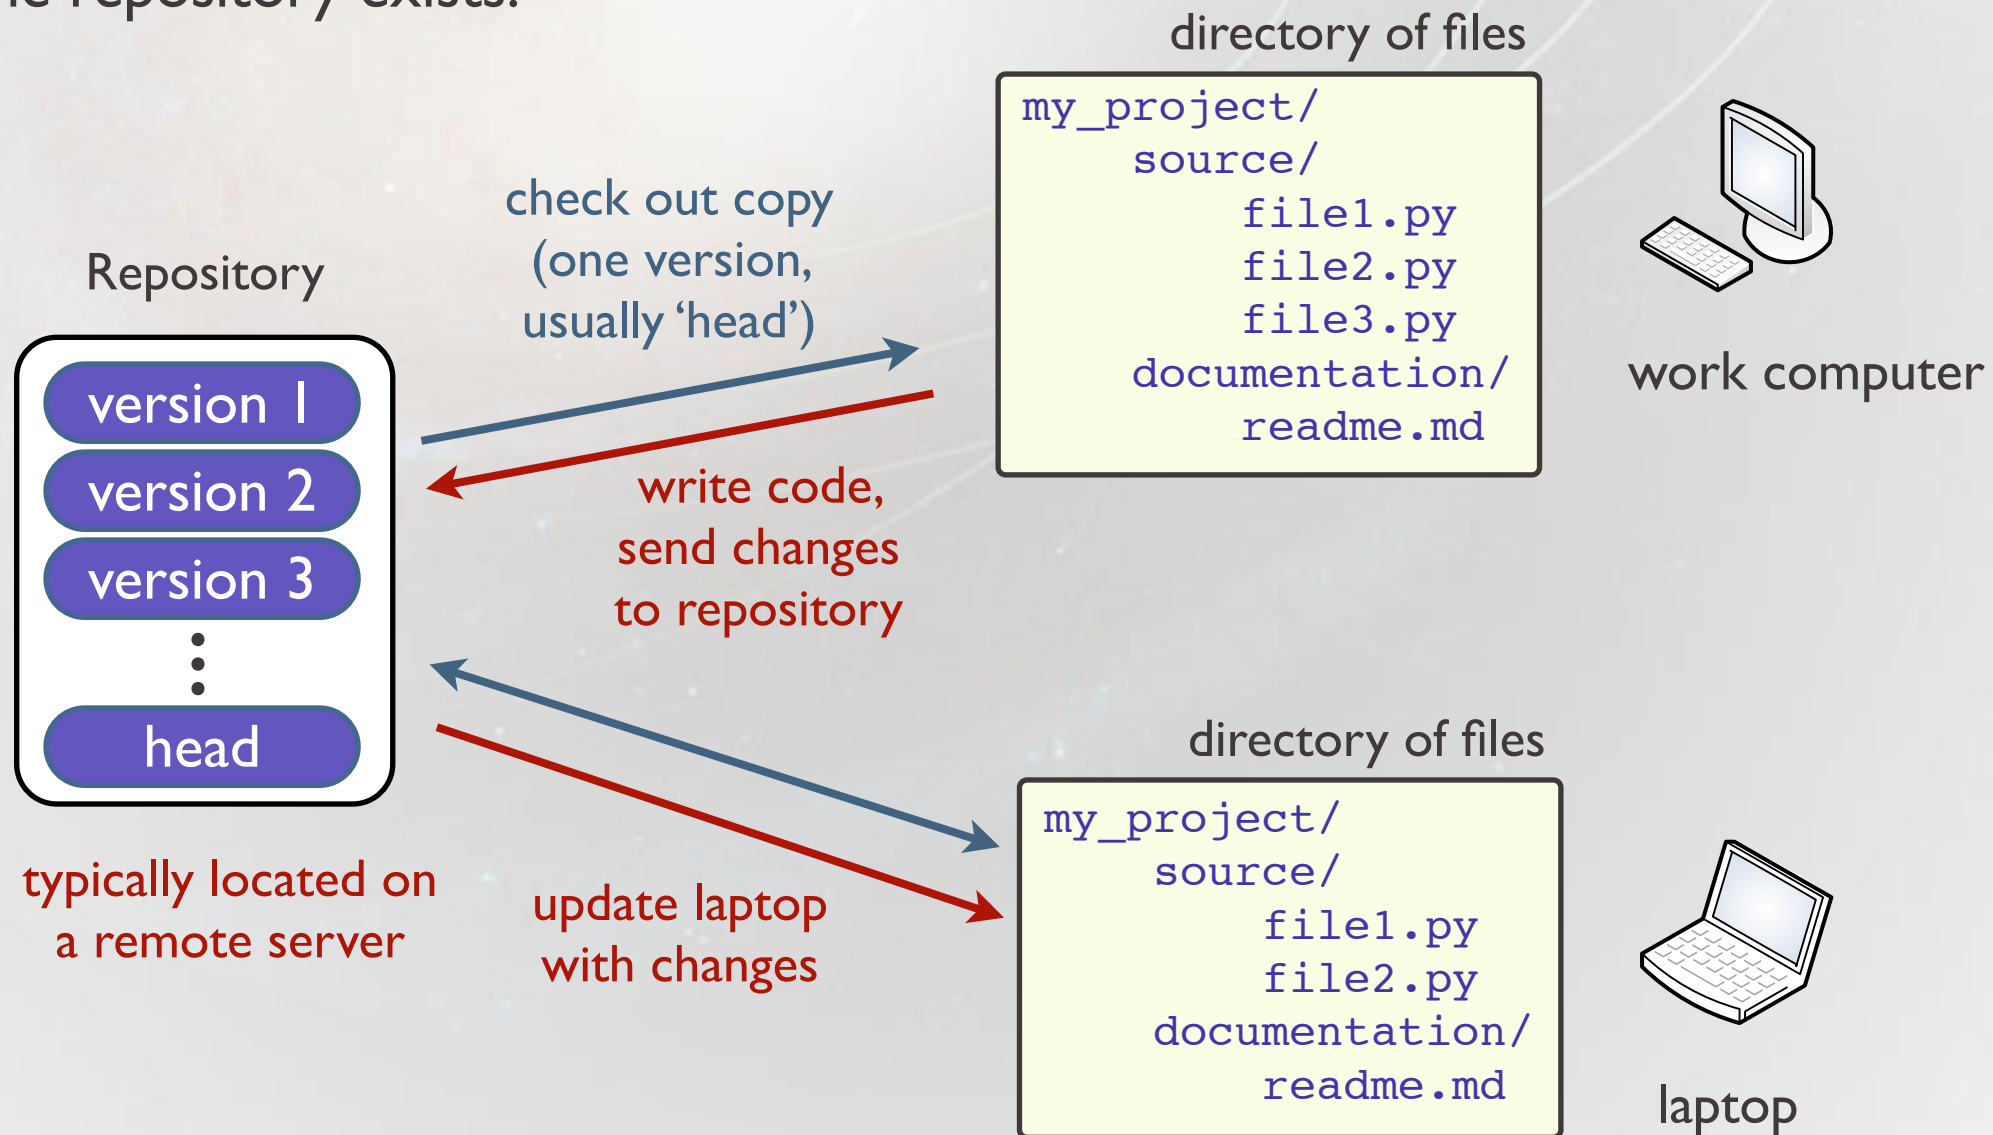 repository exists.
directory of files
my_project/
source/
file1.py
file2.py
file3.py
documentation/
readme.md
work computer
check out copy
(one version,
usually ‘head’)
Repository
version 1
version 2
version 3
head
write code,
send changes
to repository
typically located on
a remote server
update laptop
with changes
directory of files
my_project/
source/
file1.py
file2.py
documentation/
readme.md
laptop